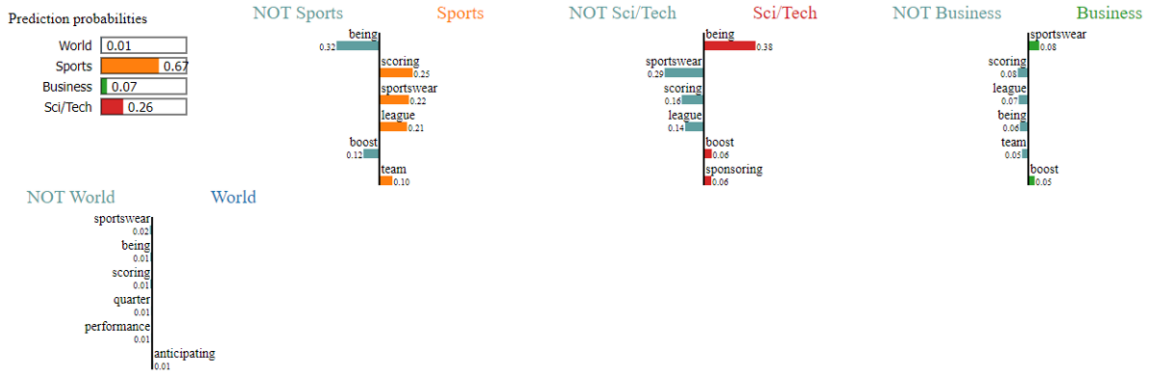 Prediction probabilities
World 0.01
Sports 0.67
Business 0.07
Sci/Tech 0.26
NOT Sports Sports
being
0.32
scoring
0.25
sportswear
0.22
league
0.21
boost
0.12
team
0.10
NOT Sci/Tech Sci/Tech
being
0.38
sportswear
0.29
scoring
0.16
league
0.14
boost
0.06
sponsoring
0.06
NOT Business Business
sportswear
0.08
scoring
0.08
league
0.07
being
0.06
team
0.05
boost
0.05
NOT World World
sportswear
0.02
being
0.01
scoring
0.01
quarter
0.01
performance
0.01
anticipating
0.01